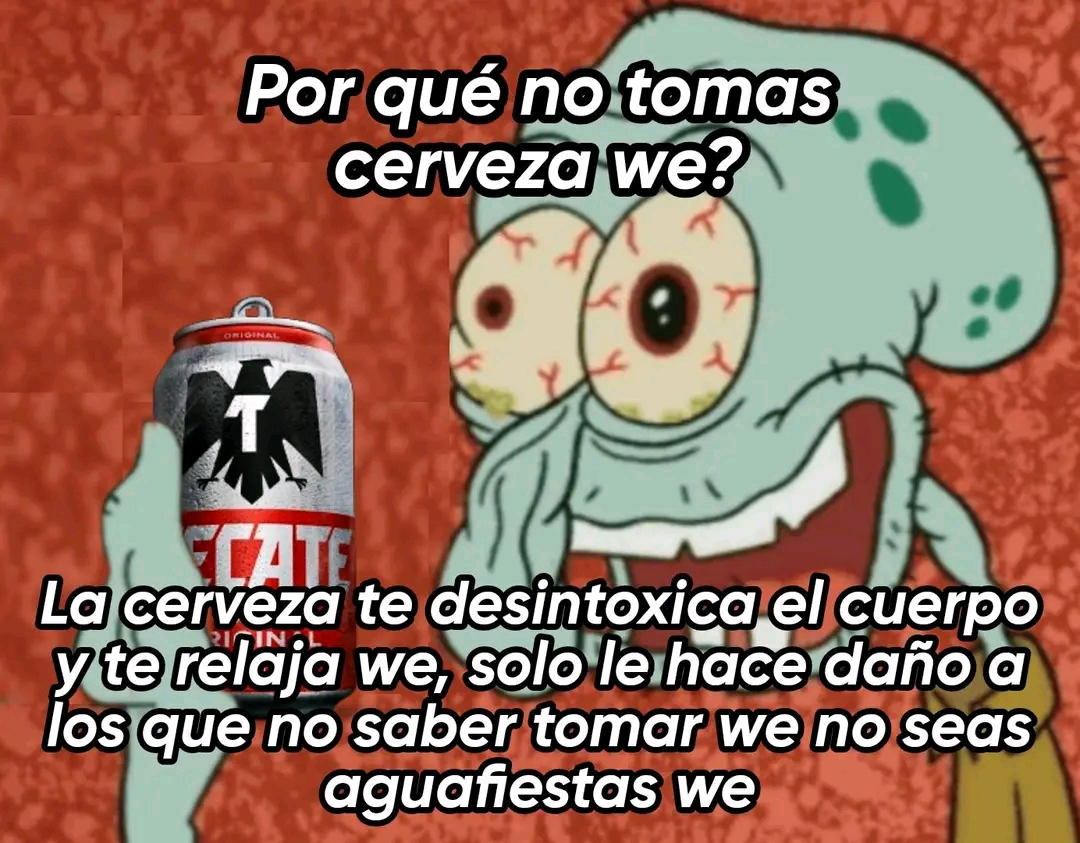 Por qué no tomas
cerveza we?
ORIGINAL
T
ECATE
La cerveza te desintoxica el cuerpo
y te relaja we, solo le hace daño a
los que no saber tomar we no seas
aguafiestas we